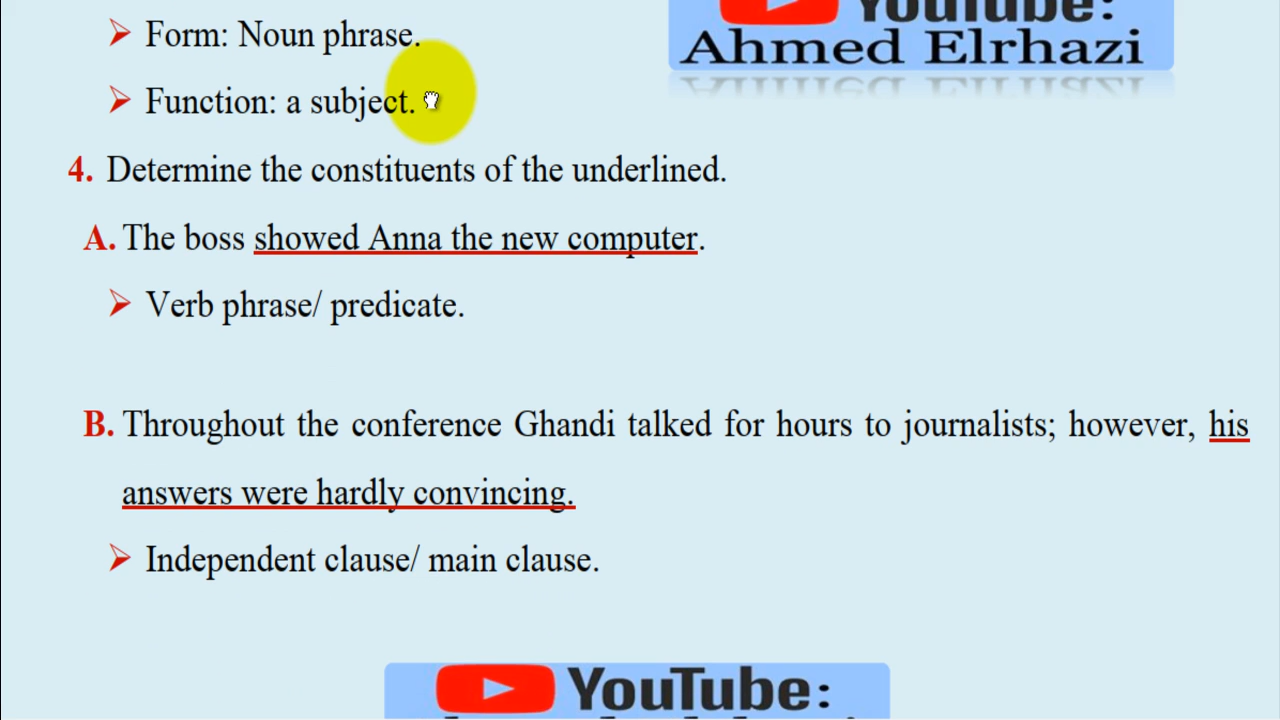 YouTube:
➢ Form: Noun phrase.
Ahmed Elrhazi
➢ Function: a subject.
4. Determine the constituents of the underlined.
A. The boss showed Anna the new computer.
➢ Verb phrase/ predicate.
B. Throughout the conference Ghandi talked for hours to journalists; however, his
answers were hardly convincing.
➢ Independent clause/ main clause.
YouTube: